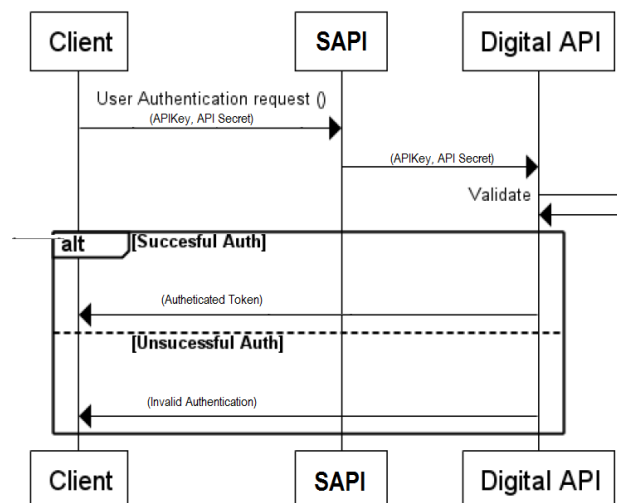 Client
SAPI
Digital API
User Authentication request ()
(APIKey, API Secret)
(APIKey, API Secret)
Validate
alt
[Succesful Auth]
(Autheticated Token)
[Unsucessful Auth]
(Invalid Authentication)
Client
SAPI
Digital API